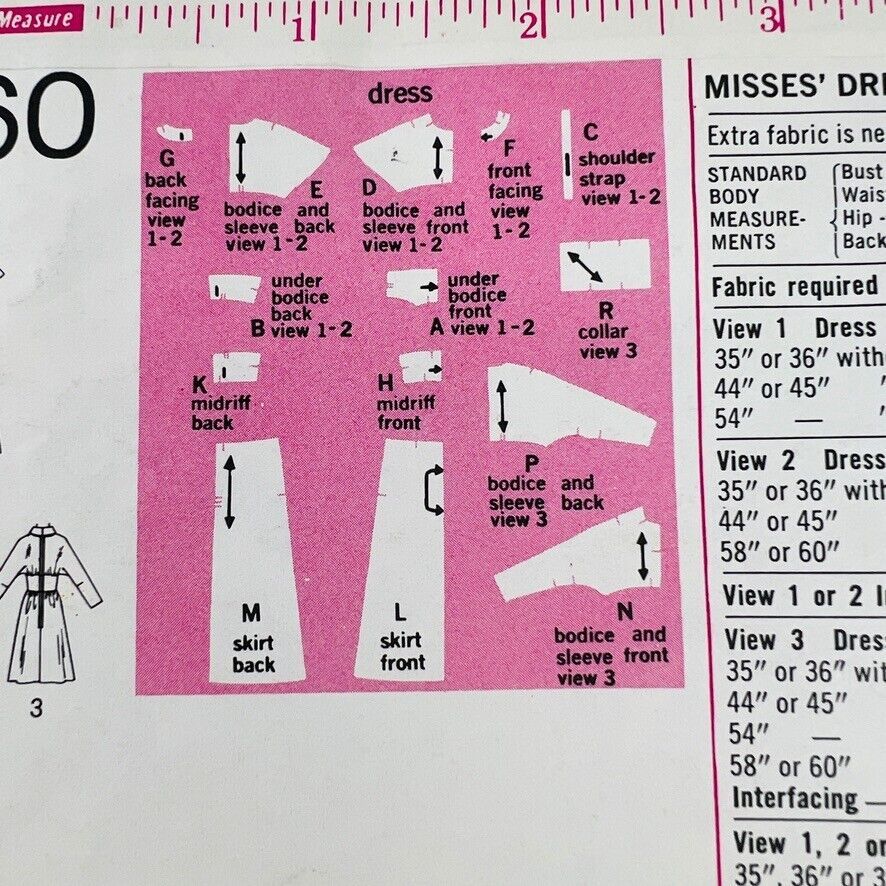 Measure
1
2
3
60
dress
G
back
facing
view
1-2
E
bodice and
sleeve back
view 1-2
D
bodice and
sleeve front
view 1-2
F
front
facing
view
1-2
C
shoulder
strap
view 1-2
under
bodice
back
B view 1-2
under
bodice
front
A view 1-2
R
collar
view 3
K
midriff
back
H
midriff
front
P
bodice and
sleeve back
view 3
M
skirt
back
L
skirt
front
N
bodice and
sleeve front
view 3
3
MISSES' DR
Extra fabric is ne
STANDARD
BODY
MEASURE-
MENTS
Bust
Wais
Hip -
Back
Fabric required
View 1 Dress
35" or 36" with
44" or 45" "
54" — "
View 2 Dress
35" or 36" with
44" or 45"
58" or 60"
View 1 or 2 I
View 3 Dres
35" or 36" wit
44" or 45"
54" —
58" or 60"
Interfacing —
View 1, 2 or
35", 36" or 3